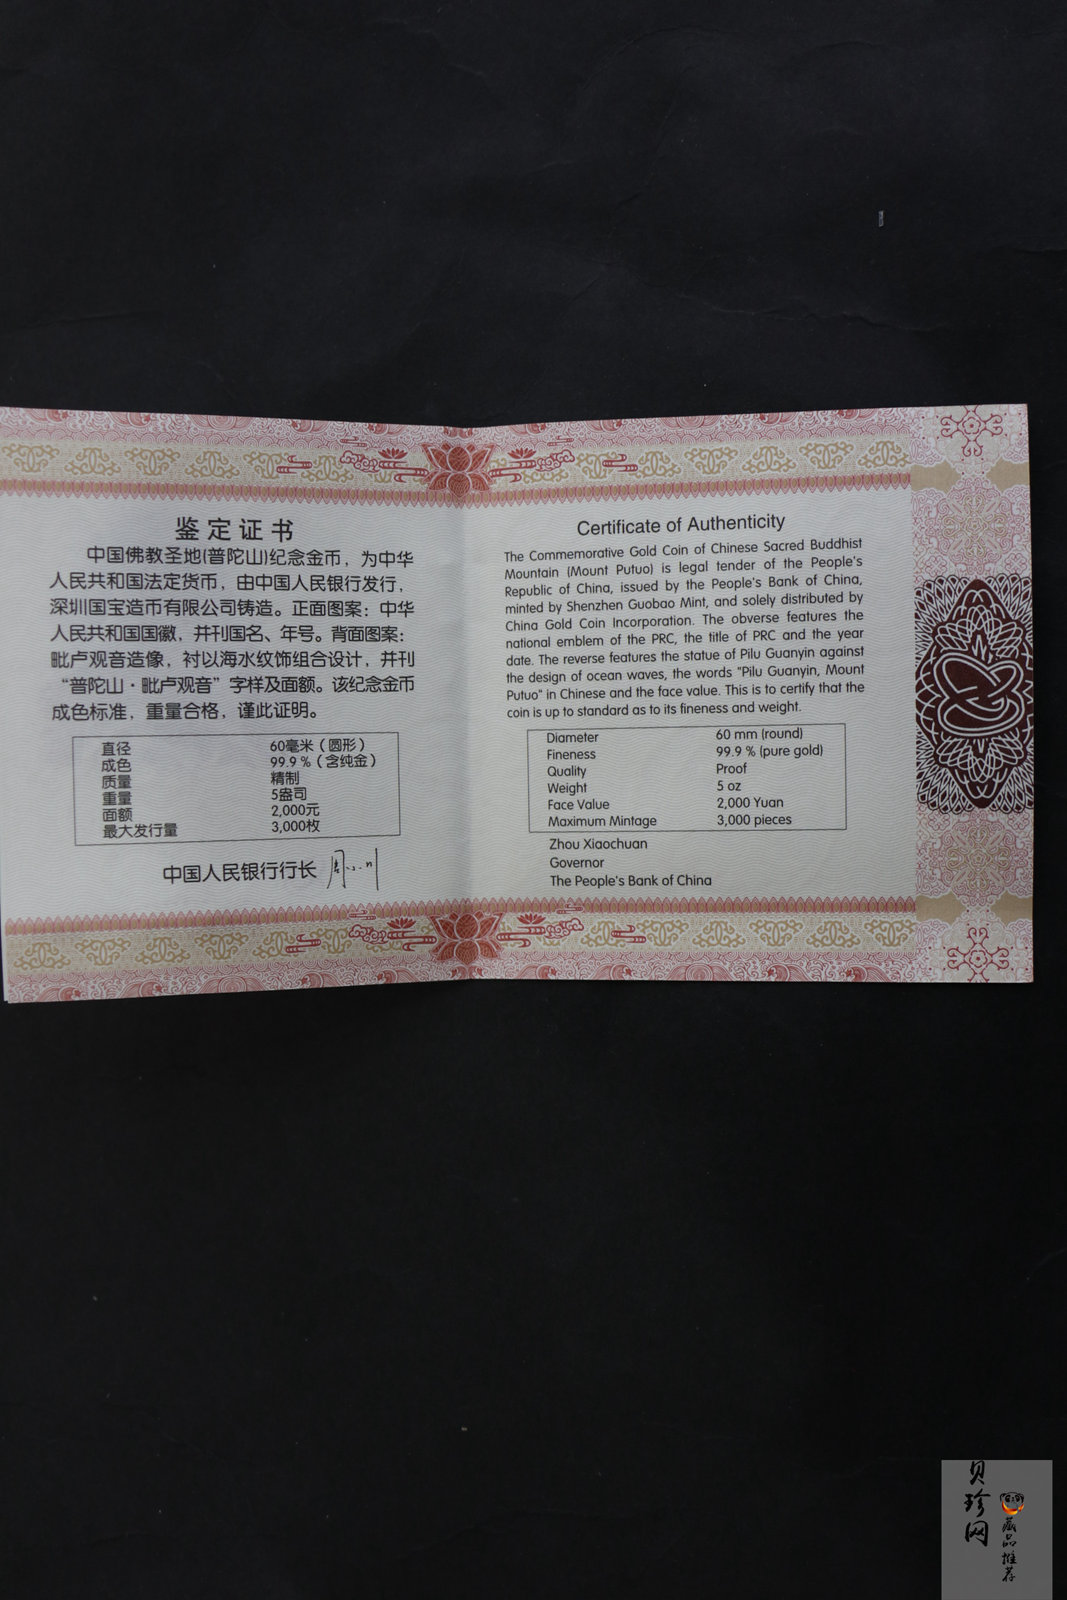 鉴定证书
中国佛教圣地(普陀山)纪念金币，为中华
人民共和国法定货币，由中国人民银行发行，
深圳国宝造币有限公司铸造。正面图案：中华
人民共和国国徽，并刊国名、年号。背面图案：
毗卢观音造像，衬以海水纹饰组合设计，并刊
“普陀山·毗卢观音”字样及面额。该纪念金币
成色标准，重量合格，谨此证明。
直径 60毫米（圆形）
成色 99.9％（含纯金）
质量 精制
重量 5盎司
面额 2,000元
最大发行量 3,000枚
中国人民银行行长
Certificate of Authenticity
The Commemorative Gold Coin of Chinese Sacred Buddhist
Mountain (Mount Putuo) is legal tender of the People's
Republic of China, issued by the People's Bank of China,
minted by Shenzhen Guobao Mint, and solely distributed by
China Gold Coin Incorporation. The obverse features the
national emblem of the PRC, the title of PRC and the year
date. The reverse features the statue of Pilu Guanyin against
the design of ocean waves, the words "Pilu Guanyin, Mount
Putuo" in Chinese and the face value. This is to certify that the
coin is up to standard as to its fineness and weight.
Diameter 60 mm (round)
Fineness 99.9 % (pure gold)
Quality Proof
Weight 5 oz
Face Value 2,000 Yuan
Maximum Mintage 3,000 pieces
Zhou Xiaochuan
Governor
The People's Bank of China
贝珍网
藏品推荐